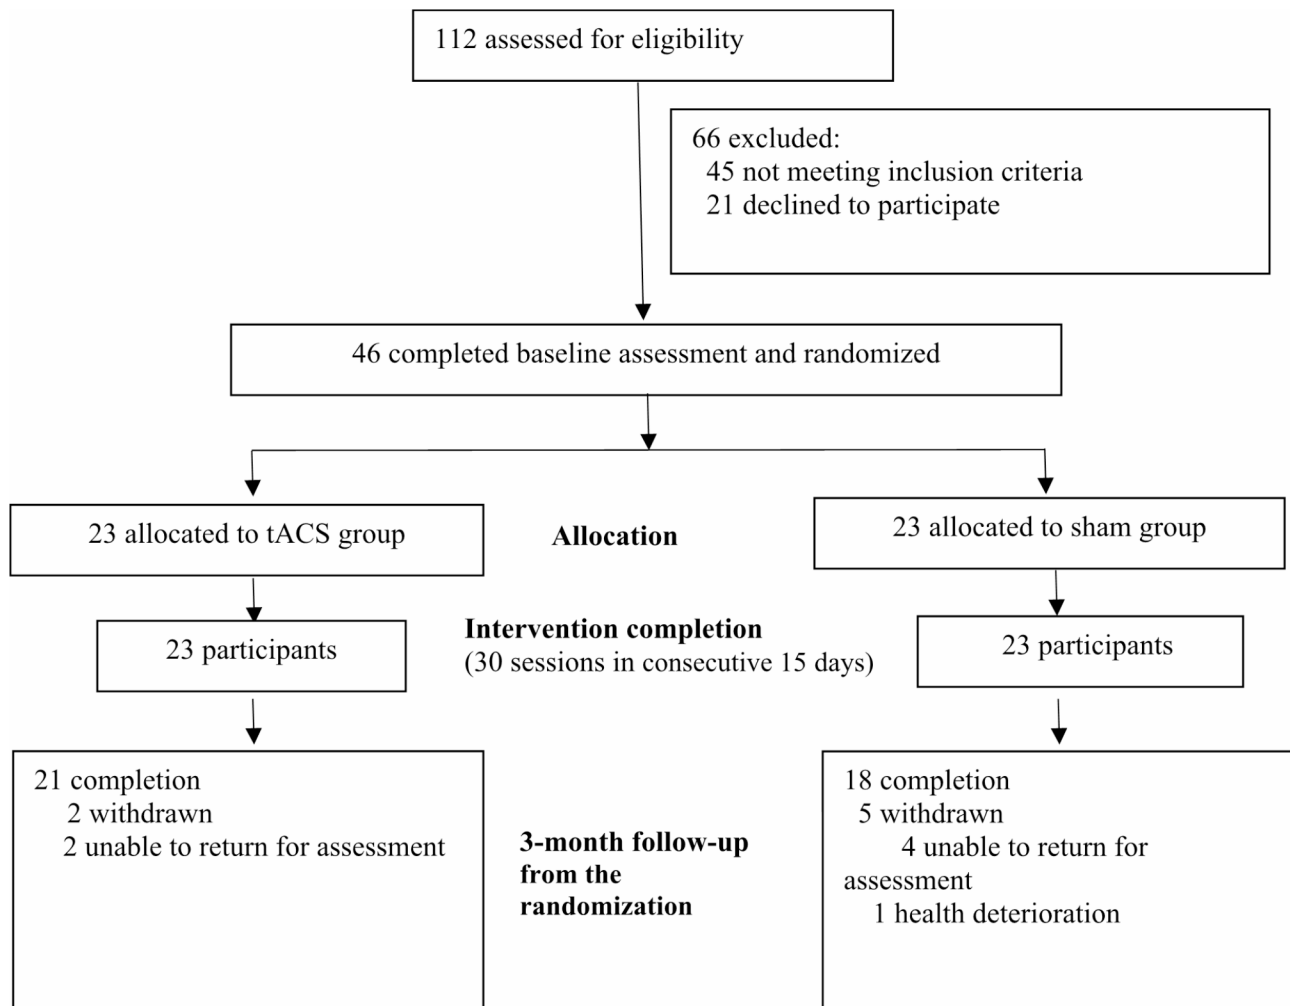 112 assessed for eligibility
66 excluded:
45 not meeting inclusion criteria
21 declined to participate
46 completed baseline assessment and randomized
23 allocated to tACS group
Allocation
23 allocated to sham group
23 participants
Intervention completion
(30 sessions in consecutive 15 days)
23 participants
21 completion
2 withdrawn
2 unable to return for assessment
3-month follow-up
from the
randomization
18 completion
5 withdrawn
4 unable to return for
assessment
1 health deterioration